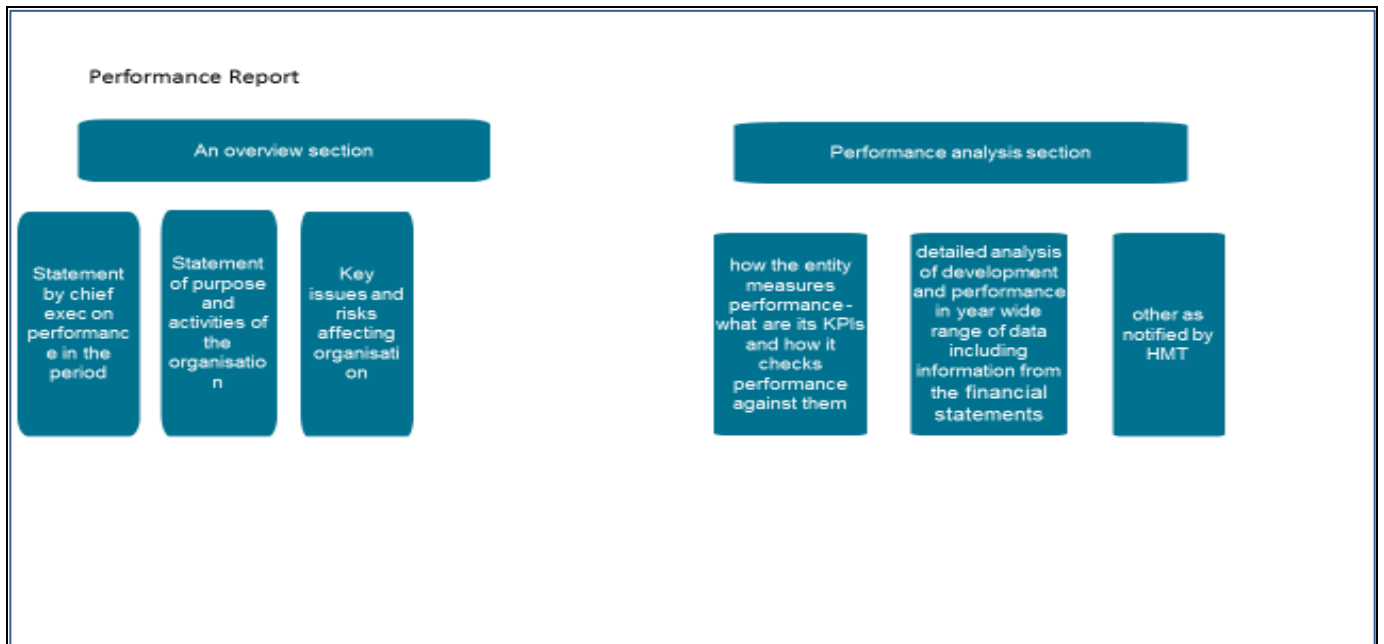 Performance Report
An overview section
Performance analysis section
Statement
by chief
exec on
performanc
e in the
period
Statement
of purpose
and
activities of
the
organisatio
n
Key
issues and
risks
affecting
organisati
on
how the entity
measures
performance-
what are its KPIs
and how it
checks
performance
against them
detailed analysis
of development
and performance
in year wide
range of data
including
information from
the financial
statements
other as
notified by
HMT